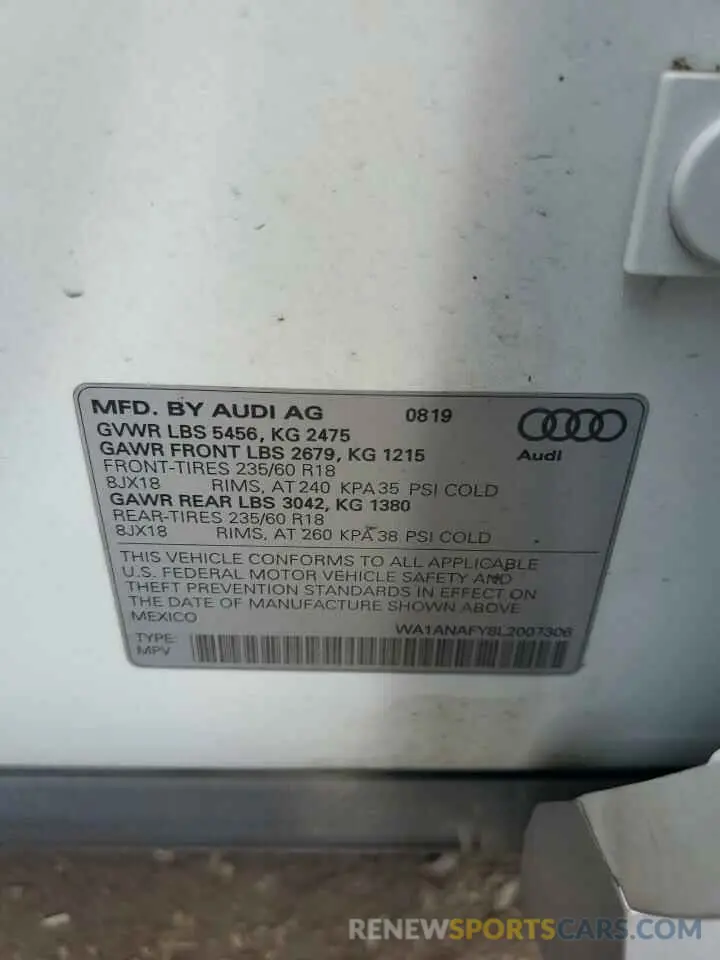 MFD. BY AUDI AG 0819
GVWR LBS 5456, KG 2475
GAWR FRONT LBS 2679, KG 1215
Audi
FRONT-TIRES 235/60 R18
8JX18 RIMS, AT 240 KPA 35 PSI COLD
GAWR REAR LBS 3042, KG 1380
REAR-TIRES 235/60 R18
8JX18 RIMS, AT 260 KPA 38 PSI COLD
THIS VEHICLE CONFORMS TO ALL APPLICABLE
U.S. FEDERAL MOTOR VEHICLE SAFETY AND
THEFT PREVENTION STANDARDS IN EFFECT ON
THE DATE OF MANUFACTURE SHOWN ABOVE
MEXICO
WA1ANAFY8L2007306
TYPE:
MPV
RENEWSPORTSCARS.COM